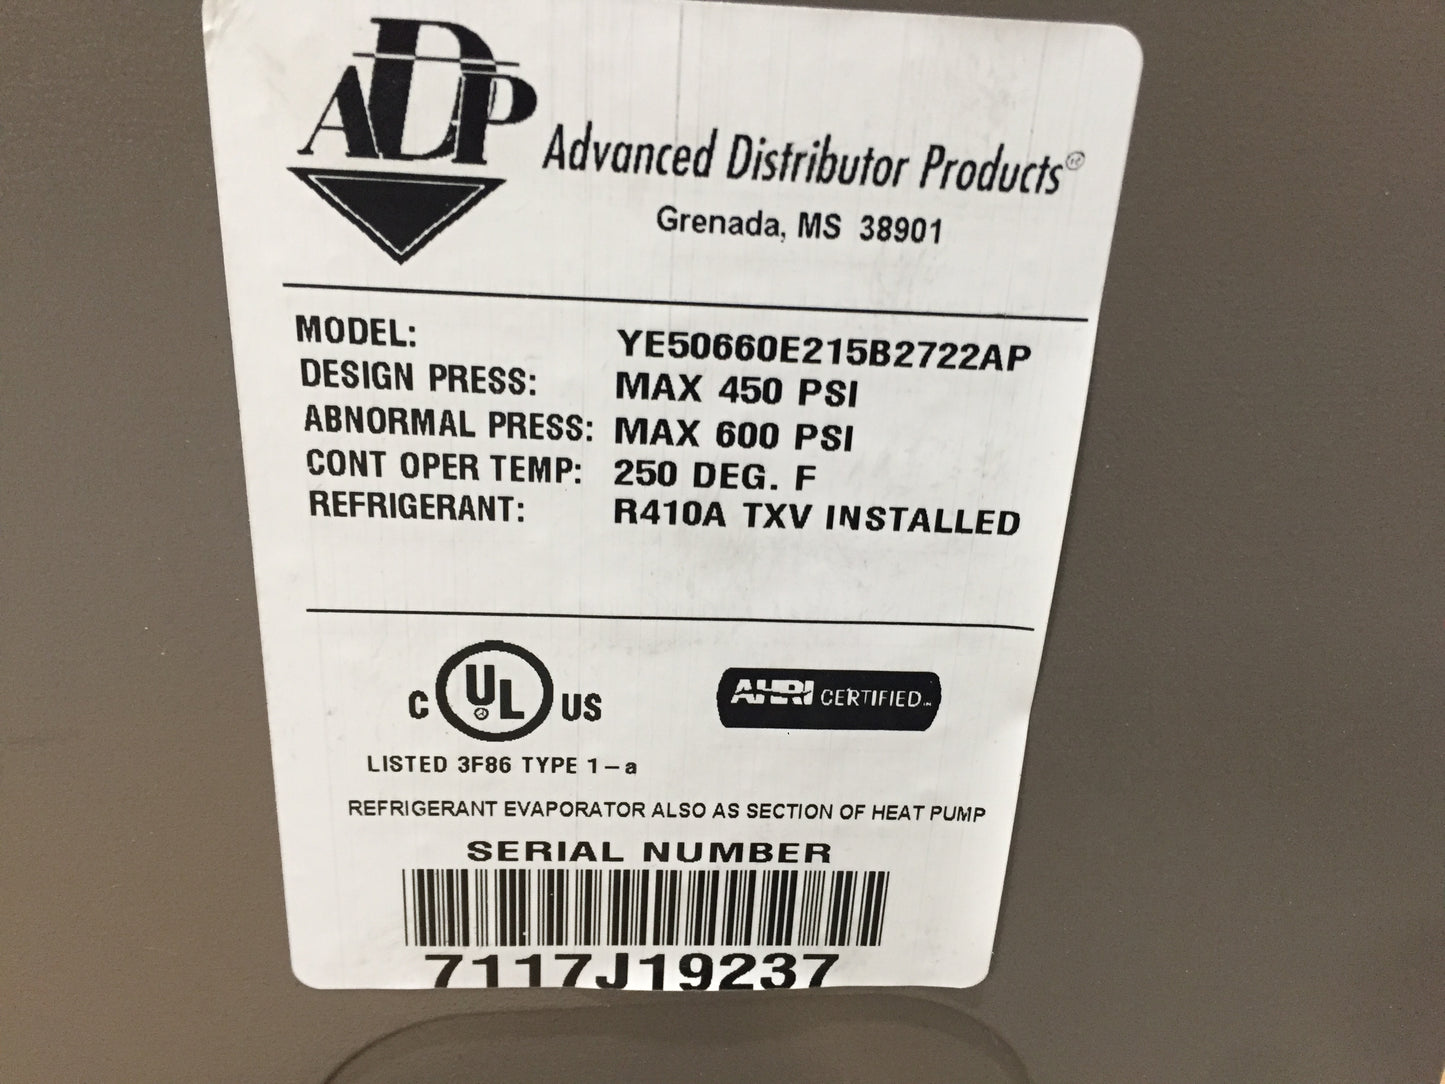 ADP
Advanced Distributor Products®
Grenada, MS 38901
MODEL: YE50660E215B2722AP
DESIGN PRESS: MAX 450 PSI
ABNORMAL PRESS: MAX 600 PSI
CONT OPER TEMP: 250 DEG. F
REFRIGERANT: R410A TXV INSTALLED
C UL US
AHRI CERTIFIED™
LISTED 3F86 TYPE 1-a
REFRIGERANT EVAPORATOR ALSO AS SECTION OF HEAT PUMP
SERIAL NUMBER
7117J19237